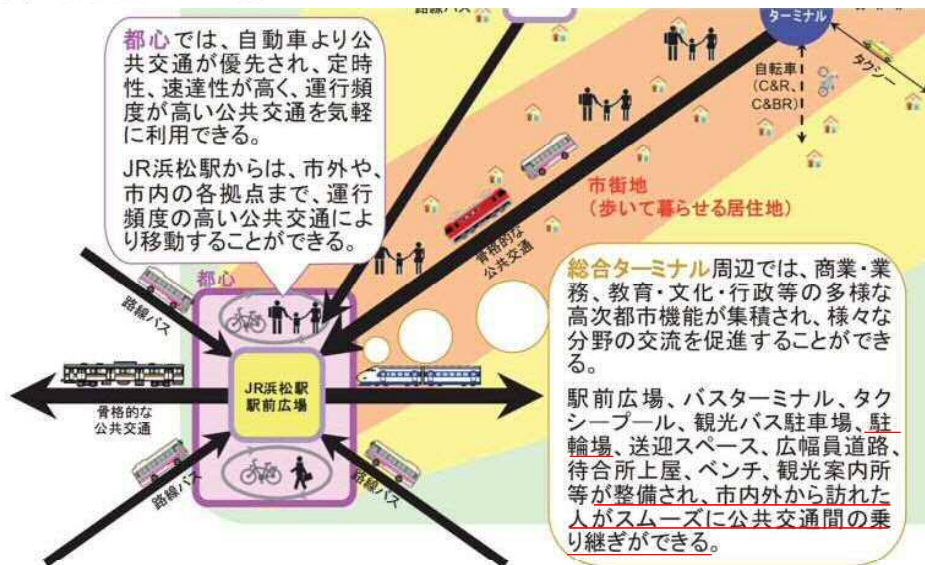 路線バス
ターミナル
タクシー
自転車
(C&R、
C&BR)
都心では、自動車より公
共交通が優先され、定時
性、速達性が高く、運行頻
度が高い公共交通を気軽
に利用できる。
JR浜松駅からは、市外や、
市内の各拠点まで、運行
頻度の高い公共交通によ
り移動することができる。
市街地
(歩いて暮らせる居住地)
骨格的な
公共交通
都心
路線バス
JR浜松駅
駅前広場
骨格的な
公共交通
路線バス
路線バス
総合ターミナル周辺では、商業・業
務、教育・文化・行政等の多様な
高次都市機能が集積され、様々な
分野の交流を促進することができ
る。
駅前広場、バスターミナル、タク
シープール、観光バス駐車場、駐
輪場、送迎スペース、広幅員道路、
待合所上屋、ベンチ、観光案内所
等が整備され、市内外から訪れた
人がスムーズに公共交通間の乗
り継ぎができる。